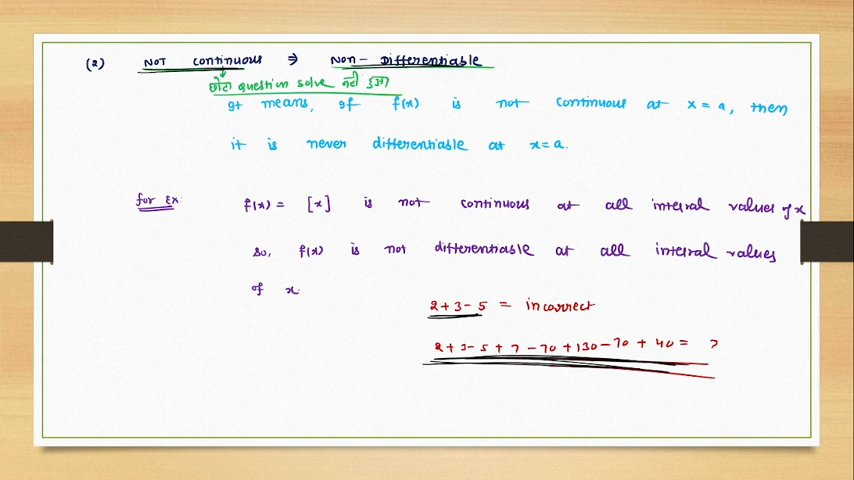 (2) NOT continuous ⇒ Non-Differentiable
छोटा question solve नही हुआ
It means, If f(x) is not continuous at x = a, then
it is never differentiable at x=a.
for Ex f(x) = [x] is not continuous at all integral values of x
so, f(x) is not differentiable at all integral values
of x.
2+3-5 = incorrect
2+3-5+7-70+130-70+40= ?